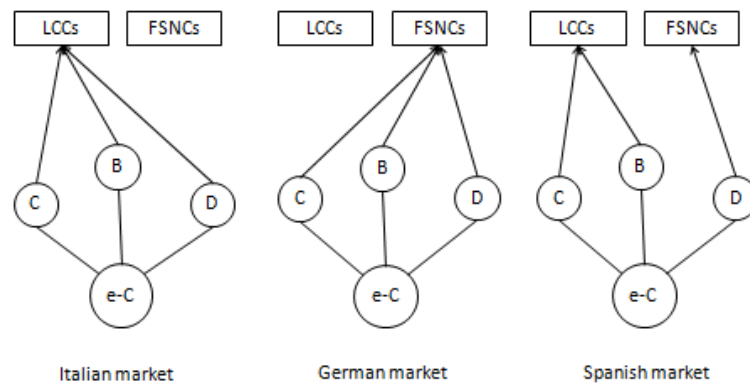 LCCs FSNCs LCCs FSNCs LCCs FSNCs
B B B
C D C D C D
e-C e-C e-C
Italian market German market Spanish market